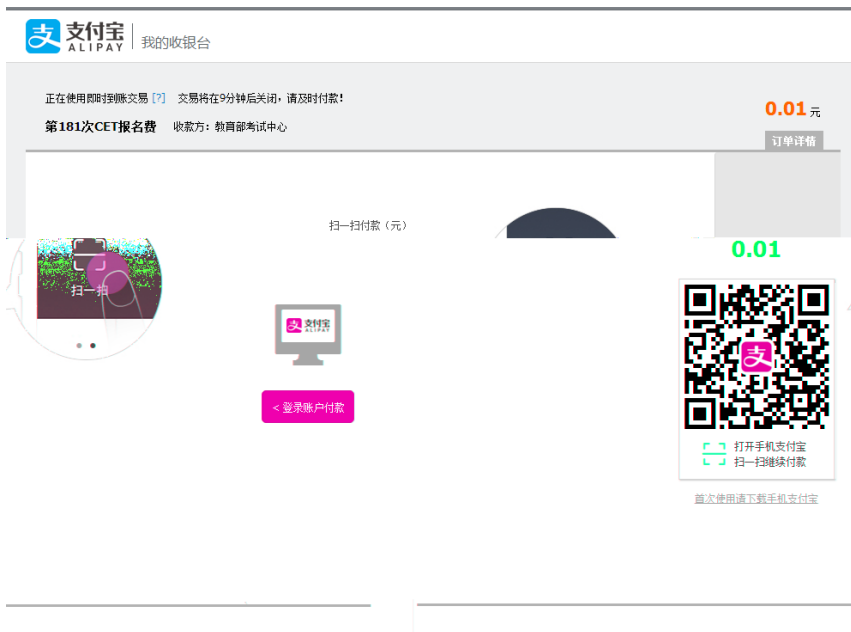 支付宝
ALIPAY
我的收银台
正在使用即时到账交易 [?] 交易将在9分钟后关闭，请及时付款!
第181次CET报名费 收款方：教育部考试中心
0.01 元
订单详情
扫一扫付款（元）
0.01
扫一扫
支付宝
ALIPAY
< 登录账户付款
打开手机支付宝
扫一扫继续付款
首次使用请下载手机支付宝